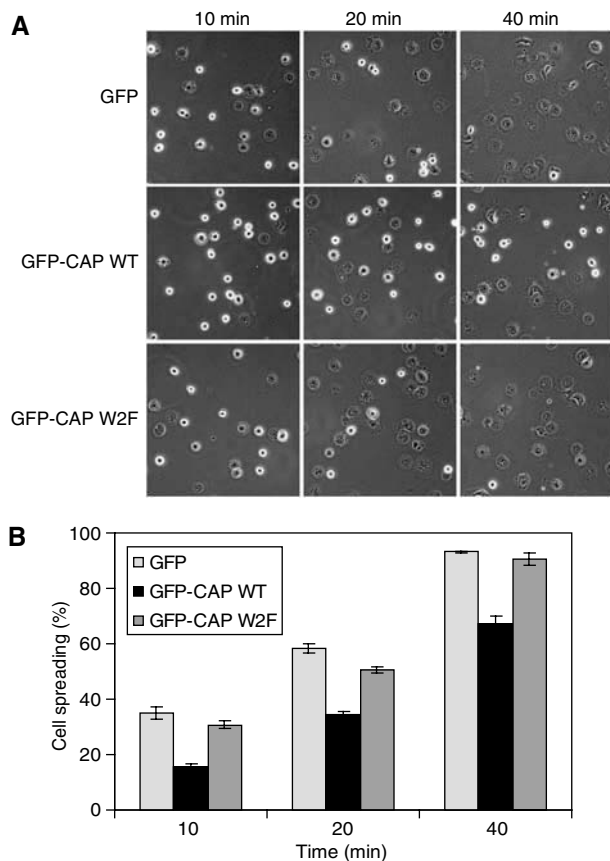 A
10 min 20 min 40 min
GFP
GFP-CAP WT
GFP-CAP W2F
B
100
80
60
40
20
0
Cell spreading (%)
GFP
GFP-CAP WT
GFP-CAP W2F
10 20 40
Time (min)